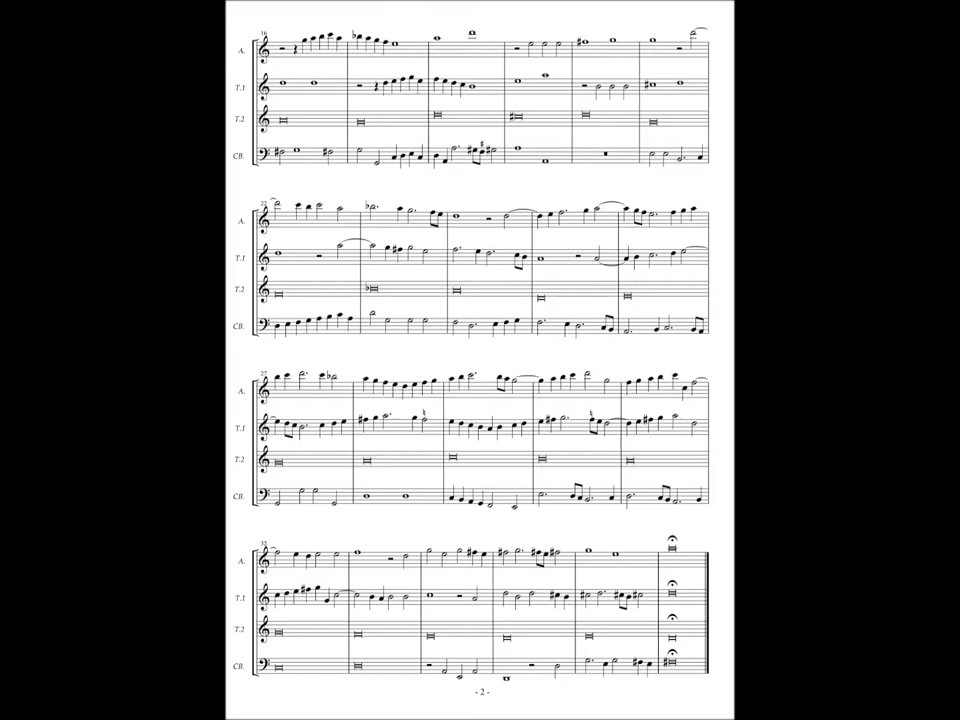 16
A.
T.1
T.2
CB.
22
A.
T.1
T.2
CB.
27
A.
T.1
T.2
CB.
32
A.
T.1
T.2
CB.
- 2 -